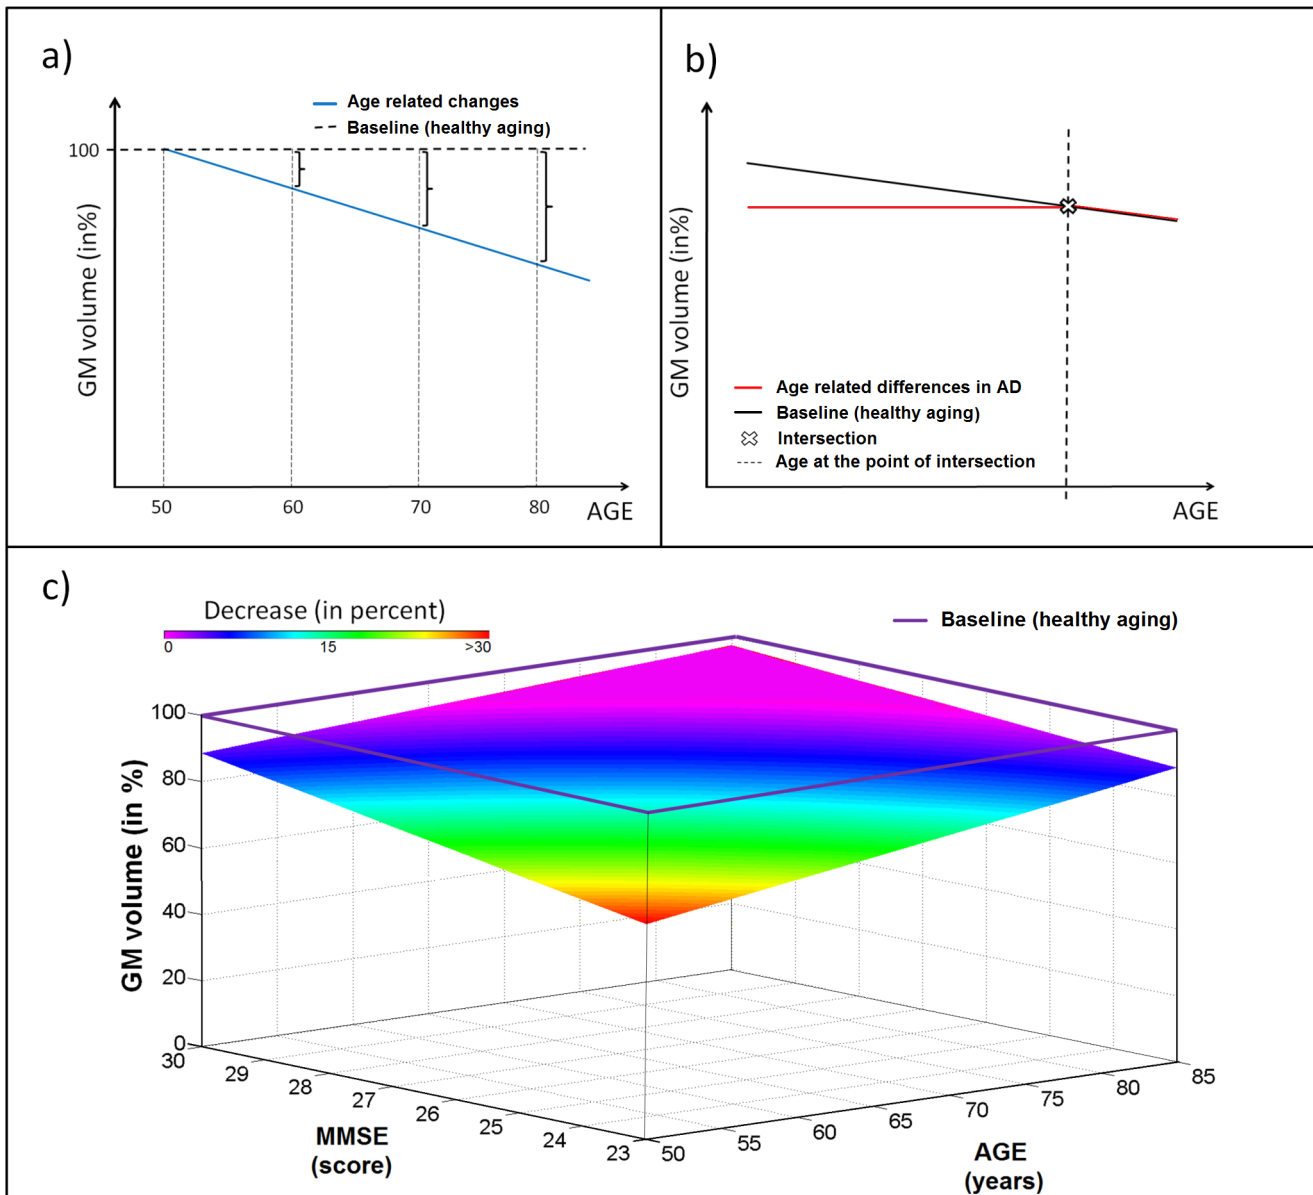 a)
Age related changes
Baseline (healthy aging)
100
GM volume (in%)
50
60
70
80
AGE
b)
GM volume (in%)
Age related differences in AD
Baseline (healthy aging)
Intersection
Age at the point of intersection
AGE
c)
Decrease (in percent)
0
15
>30
Baseline (healthy aging)
100
80
60
40
20
0
GM volume (in %)
30
29
28
27
26
25
24
23
MMSE
(score)
50
55
60
65
70
75
80
85
AGE
(years)